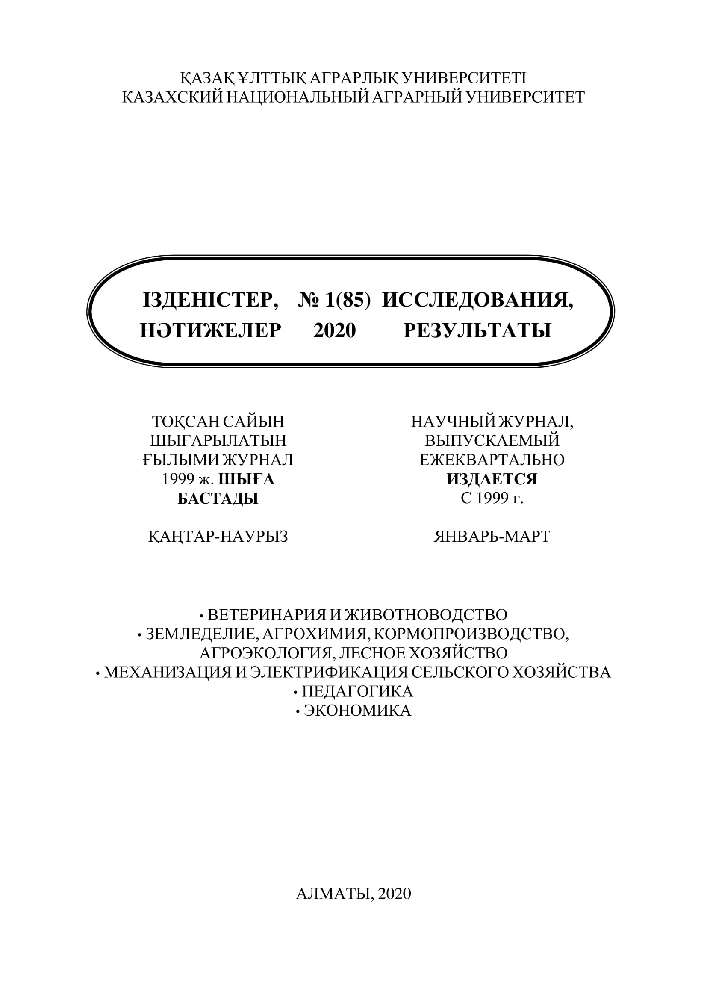 ҚАЗАҚ ҰЛТТЫҚ АГРАРЛЫҚ УНИВЕРСИТЕТІ
КАЗАХСКИЙ НАЦИОНАЛЬНЫЙ АГРАРНЫЙ УНИВЕРСИТЕТ
ІЗДЕНІСТЕР,
НӘТИЖЕЛЕР
№ 1(85)
2020
ИССЛЕДОВАНИЯ,
РЕЗУЛЬТАТЫ
ТОҚСАН САЙЫН
ШЫҒАРЫЛАТЫН
ҒЫЛЫМИ ЖУРНАЛ
1999 ж. ШЫҒА
БАСТАДЫ
ҚАҢТАР-НАУРЫЗ
НАУЧНЫЙ ЖУРНАЛ,
ВЫПУСКАЕМЫЙ
ЕЖЕКВАРТАЛЬНО
ИЗДАЕТСЯ
С 1999 г.
ЯНВАРЬ-МАРТ
• ВЕТЕРИНАРИЯ И ЖИВОТНОВОДСТВО
• ЗЕМЛЕДЕЛИЕ, АГРОХИМИЯ, КОРМОПРОИЗВОДСТВО,
АГРОЭКОЛОГИЯ, ЛЕСНОЕ ХОЗЯЙСТВО
• МЕХАНИЗАЦИЯ И ЭЛЕКТРИФИКАЦИЯ СЕЛЬСКОГО ХОЗЯЙСТВА
• ПЕДАГОГИКА
• ЭКОНОМИКА
АЛМАТЫ, 2020